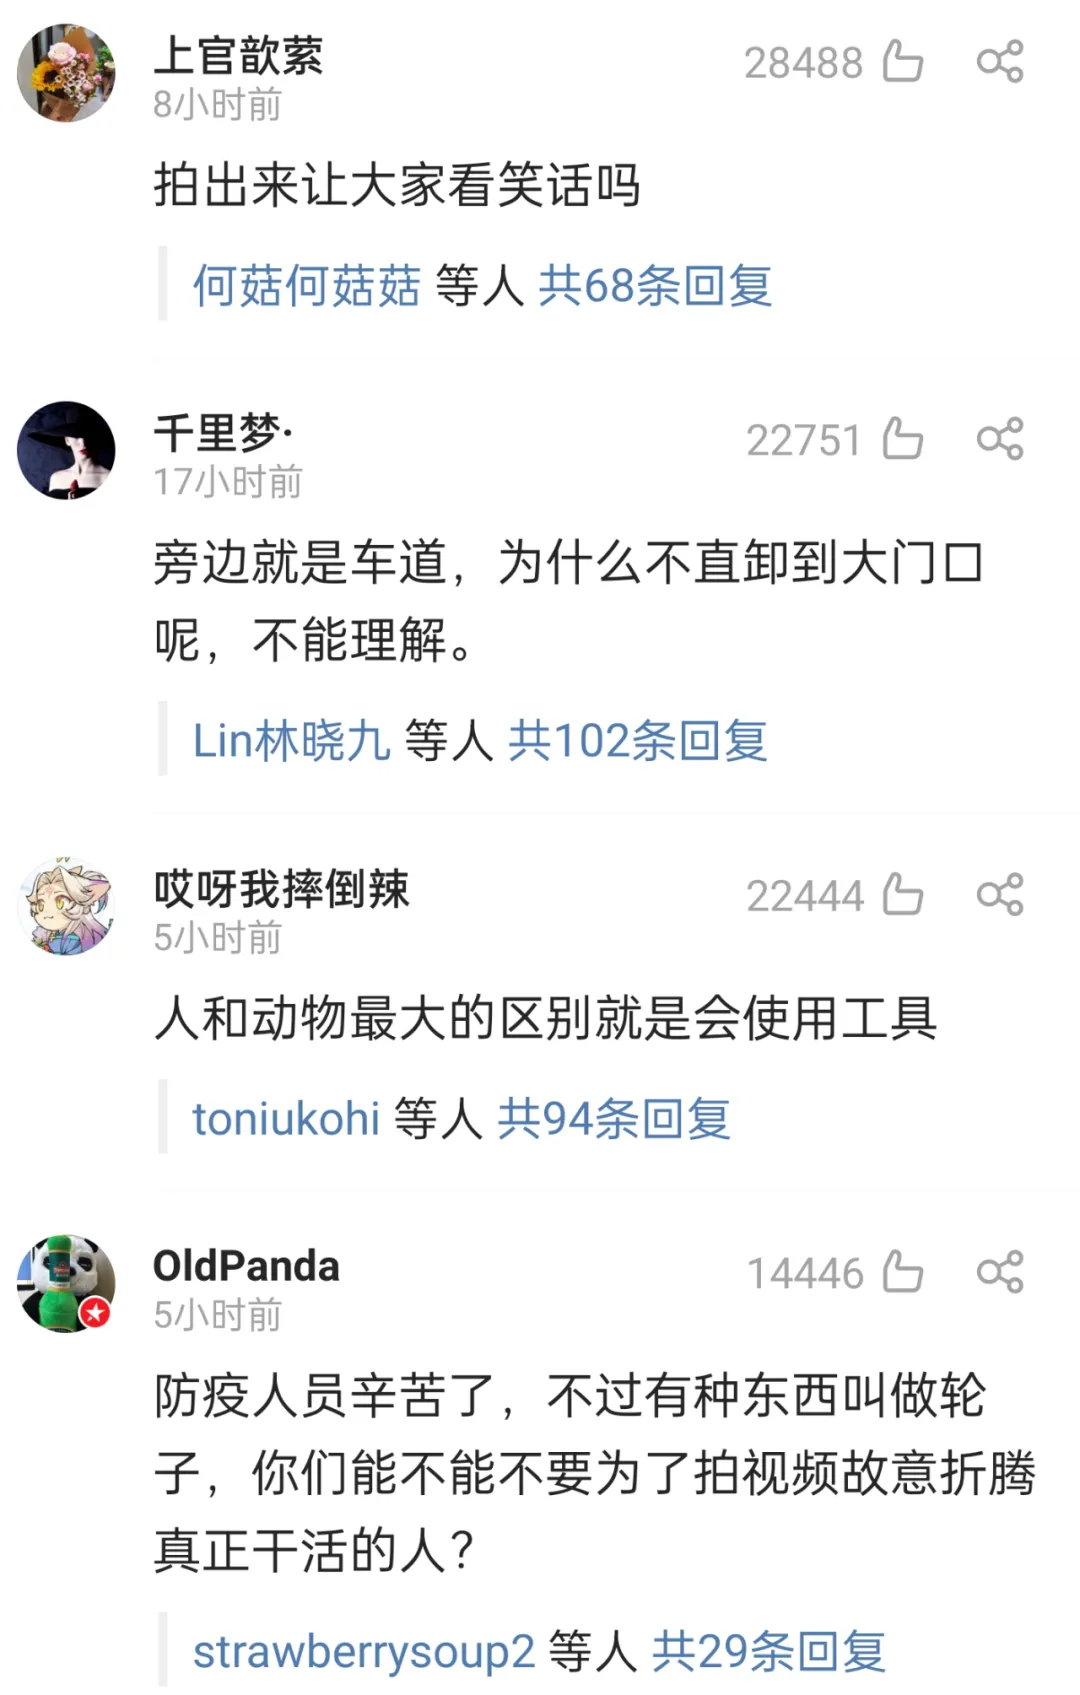 上官歆萦 28488
8小时前
拍出来让大家看笑话吗
何菇何菇菇 等人 共68条回复
千里梦· 22751
17小时前
旁边就是车道，为什么不直卸到大门口
呢，不能理解。
Lin林晓九 等人 共102条回复
哎呀我摔倒辣 22444
5小时前
人和动物最大的区别就是会使用工具
toniukohi 等人 共94条回复
OldPanda 14446
5小时前
防疫人员辛苦了，不过有种东西叫做轮
子，你们能不能不要为了拍视频故意折腾
真正干活的人？
strawberrysoup2 等人 共29条回复